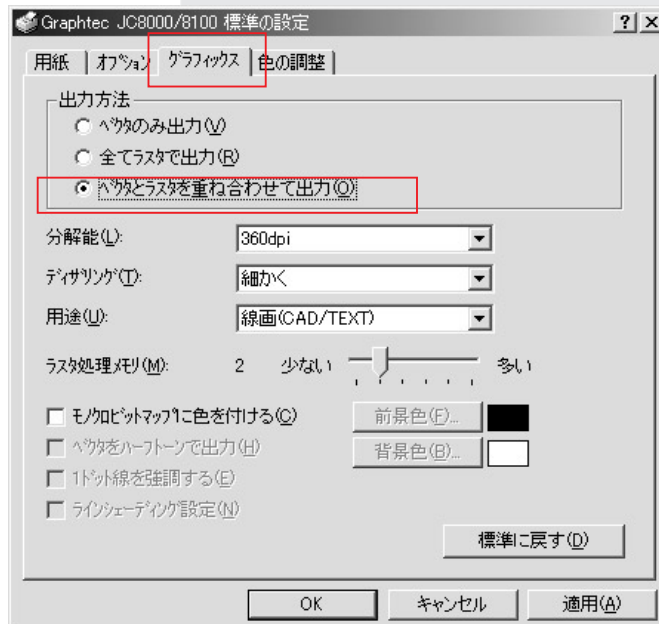 Graphtec JC8000/8100 標準の設定
用紙 オプション グラフィックス 色の調整
出力方法
ベクタのみ出力(V)
全てラスタで出力(R)
ベクタとラスタを重ね合わせて出力(O)
分解能(L): 360dpi
ディザリング(T): 細かく
用途(U): 線画(CAD/TEXT)
ラスタ処理メモリ(M): 2 少ない 多い
モノクロビットマップに色を付ける(C) 前景色(F)...
ベクタをハーフトーンで出力(H) 背景色(B)...
1ドット線を強調する(E)
ラインシェーディング設定(N)
標準に戻す(D)
OK キャンセル 適用(A)